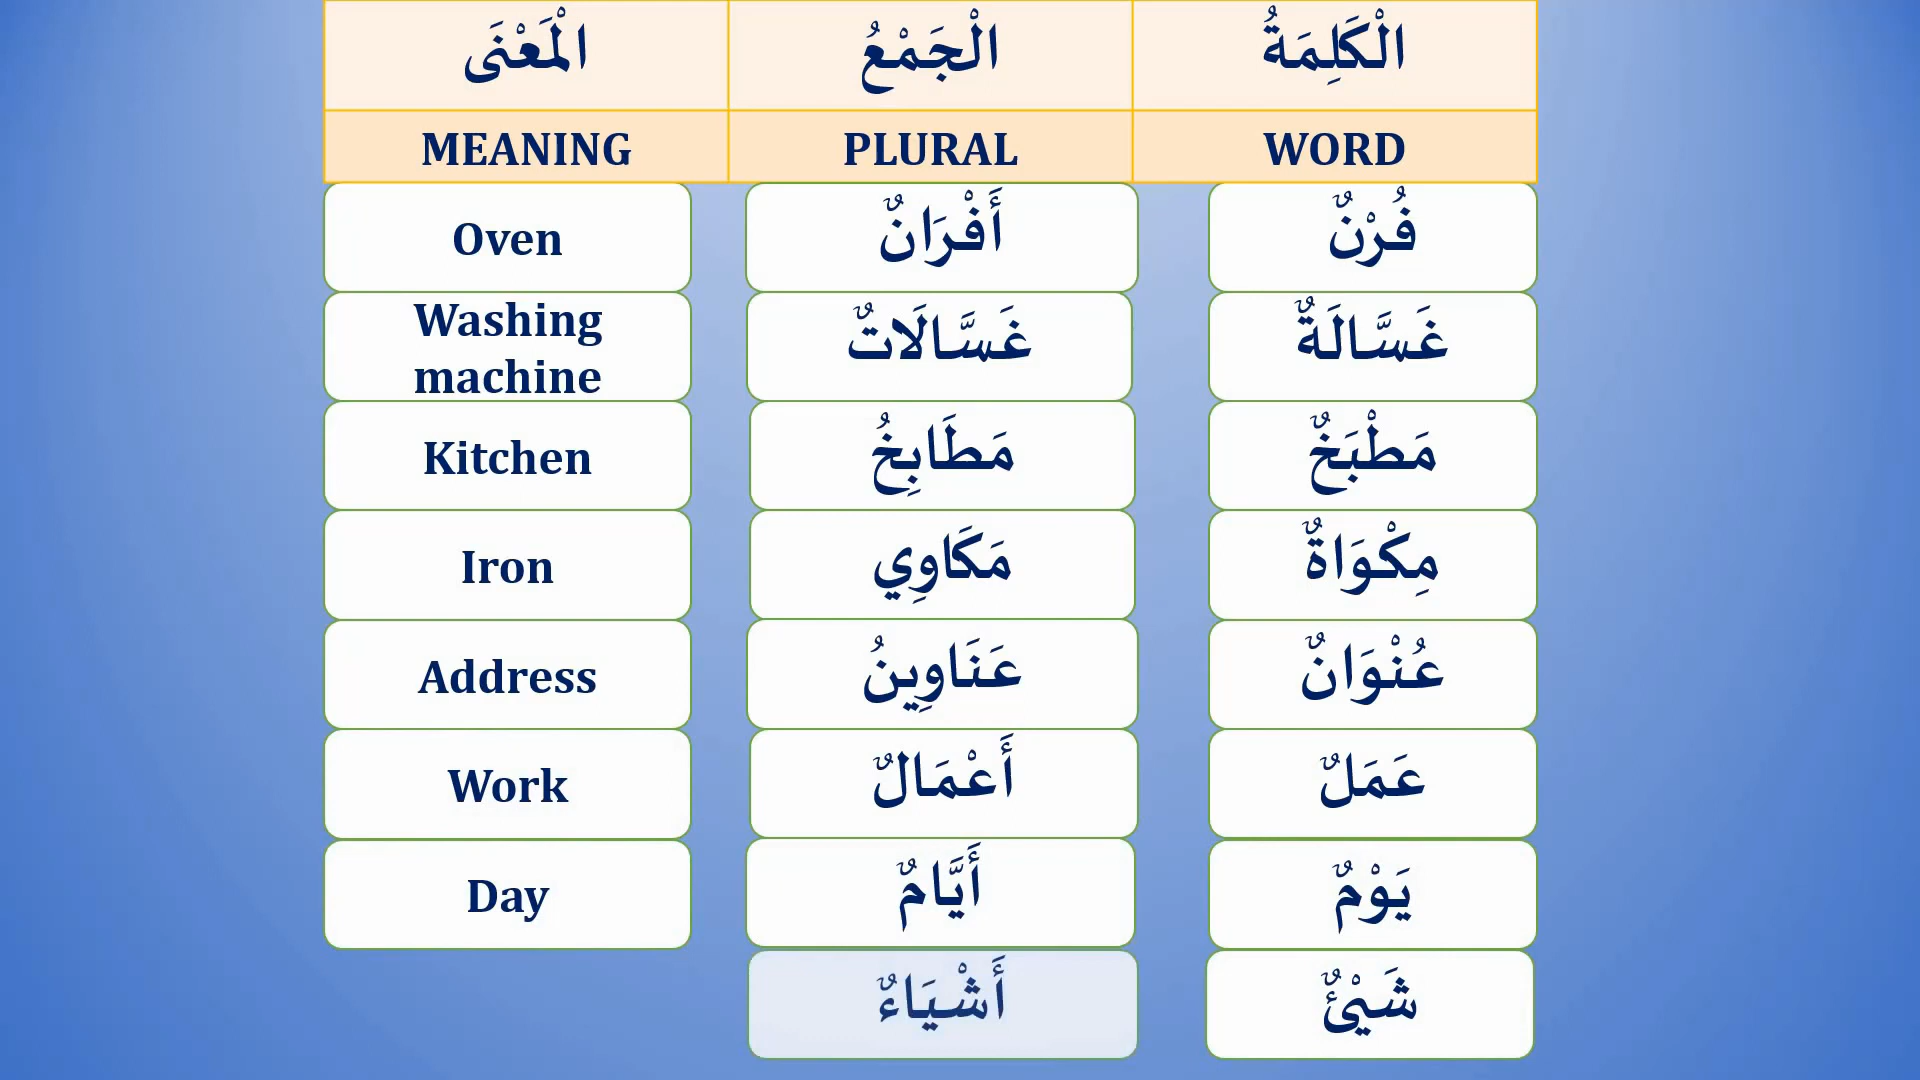 الْكَلِمَةُ الْجَمْعُ الْمَعْنَى
WORD PLURAL MEANING
فُرْنٌ أَفْرَانٌ Oven
غَسَّالَةٌ غَسَّالَاتٌ Washing
machine
مَطْبَخٌ مَطَابِخُ Kitchen
مِكْوَاةٌ مَكَاوِي Iron
عُنْوَانٌ عَنَاوِينُ Address
عَمَلٌ أَعْمَالٌ Work
يَوْمٌ أَيَّامٌ Day
شَيْئٌ أَشْيَاءٌ